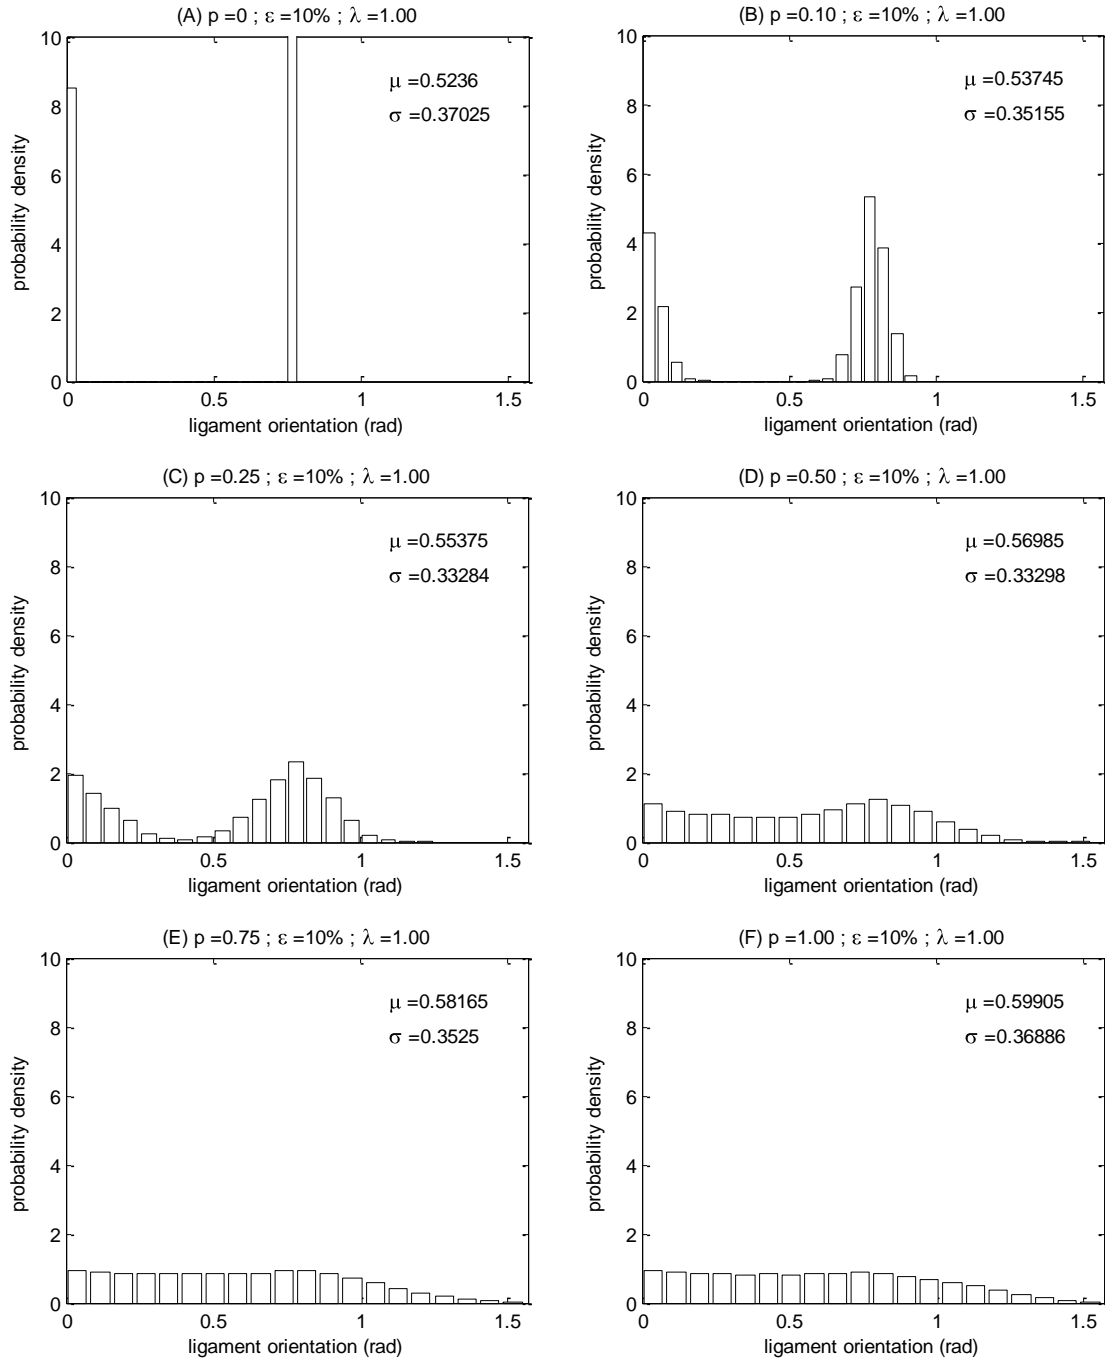 (A) p =0 ; ε =10% ; λ =1.00
10
8
6
4
2
0
μ =0.5236
σ =0.37025
probability density
0 0.5 1 1.5
ligament orientation (rad)
(B) p =0.10 ; ε =10% ; λ =1.00
10
8
6
4
2
0
μ =0.53745
σ =0.35155
probability density
0 0.5 1 1.5
ligament orientation (rad)
(C) p =0.25 ; ε =10% ; λ =1.00
10
8
6
4
2
0
μ =0.55375
σ =0.33284
probability density
0 0.5 1 1.5
ligament orientation (rad)
(D) p =0.50 ; ε =10% ; λ =1.00
10
8
6
4
2
0
μ =0.56985
σ =0.33298
probability density
0 0.5 1 1.5
ligament orientation (rad)
(E) p =0.75 ; ε =10% ; λ =1.00
10
8
6
4
2
0
μ =0.58165
σ =0.3525
probability density
0 0.5 1 1.5
ligament orientation (rad)
(F) p =1.00 ; ε =10% ; λ =1.00
10
8
6
4
2
0
μ =0.59905
σ =0.36886
probability density
0 0.5 1 1.5
ligament orientation (rad)